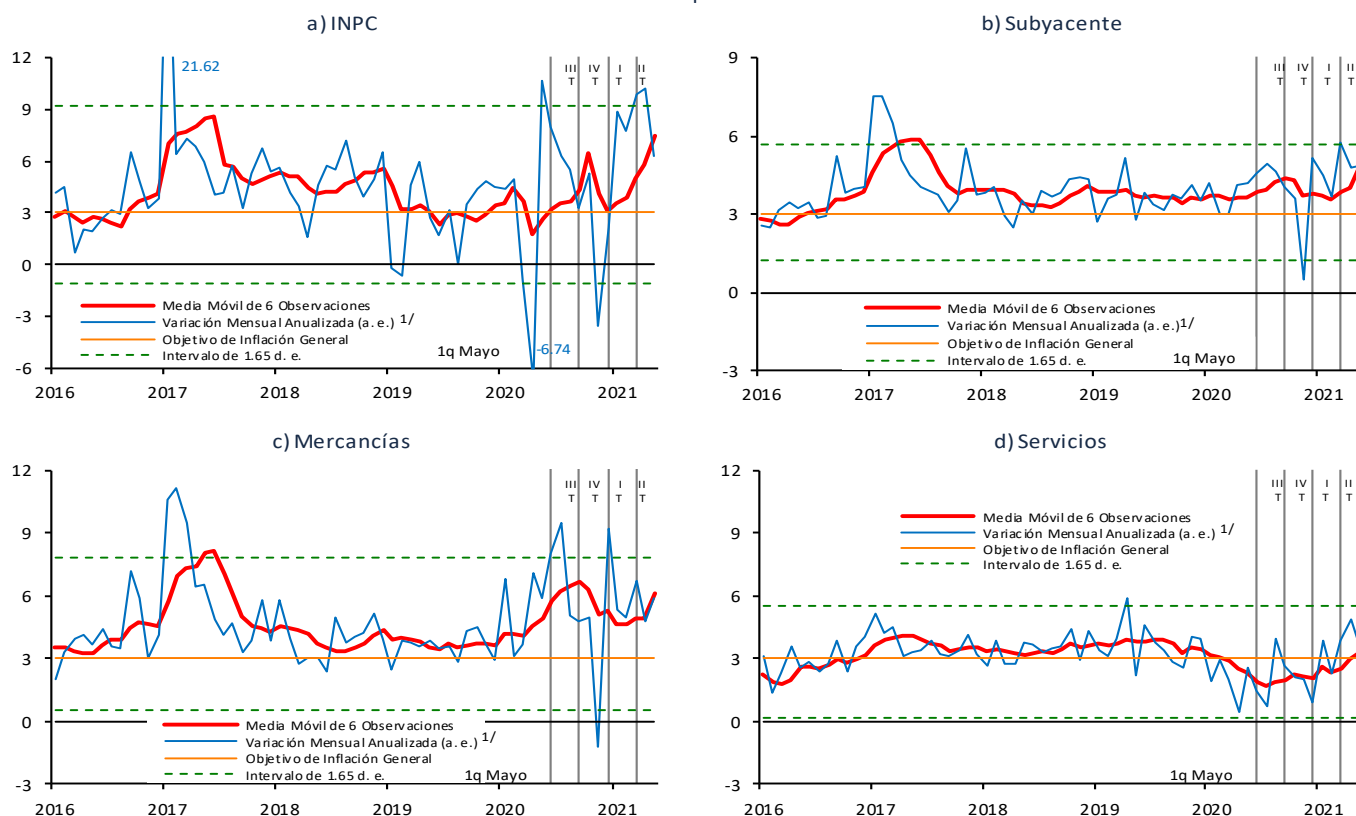 a) INPC
12
9
6
3
0
-3
-6
21.62
-6.74
III
T
IV
T
I
T
II
T
Media Móvil de 6 Observaciones
Variación Mensual Anualizada (a. e.) 1/
Objetivo de Inflación General
Intervalo de 1.65 d. e.
1q Mayo
2016 2017 2018 2019 2020 2021
b) Subyacente
9
6
3
0
-3
III
T
IV
T
I
T
II
T
Media Móvil de 6 Observaciones
Variación Mensual Anualizada (a. e.) 1/
Objetivo de Inflación General
Intervalo de 1.65 d. e.
1q Mayo
2016 2017 2018 2019 2020 2021
c) Mercancías
12
9
6
3
0
-3
III
T
IV
T
I
T
II
T
Media Móvil de 6 Observaciones
Variación Mensual Anualizada (a. e.) 1/
Objetivo de Inflación General
Intervalo de 1.65 d. e.
1q Mayo
2016 2017 2018 2019 2020 2021
d) Servicios
12
9
6
3
0
-3
III
T
IV
T
I
T
II
T
Media Móvil de 6 Observaciones
Variación Mensual Anualizada (a. e.) 1/
Objetivo de Inflación General
Intervalo de 1.65 d. e.
1q Mayo
2016 2017 2018 2019 2020 2021